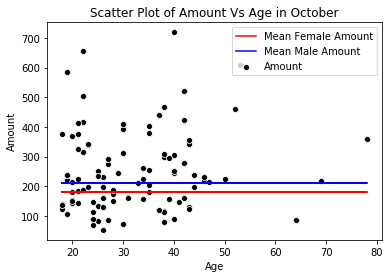 Scatter Plot of Amount Vs Age in October
Mean Female Amount
Mean Male Amount
Amount
Amount
700
600
500
400
300
200
100
20
30
40
50
60
70
80
Age